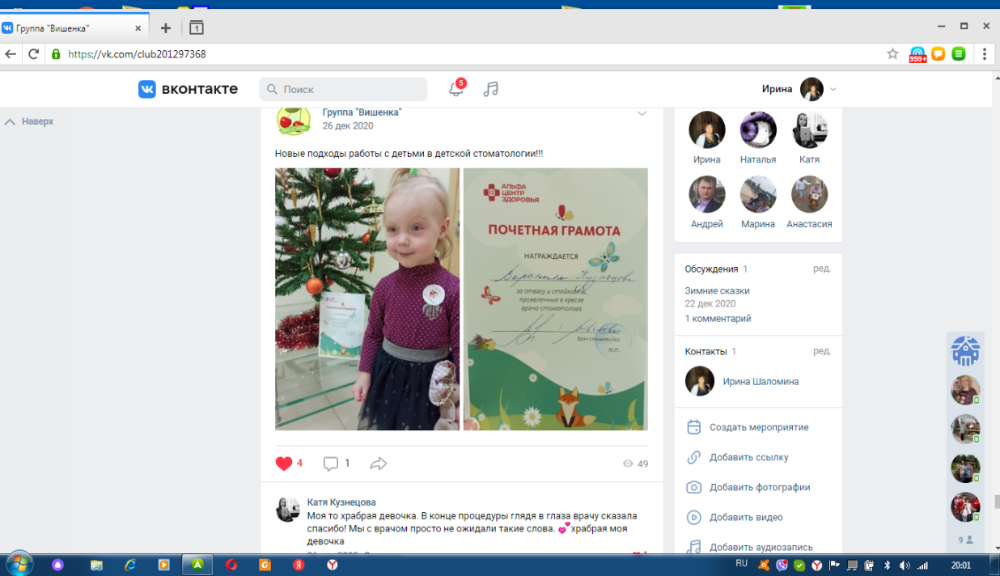 Группа "Вишенка"
1
https://vk.com/club201297368
999+
вконтакте
Поиск
5
Ирина
Наверх
Группа "Вишенка"
26 дек 2020
Новые подходы работы с детьми в детской стоматологии!!!
ПОЧЕТНАЯ ГРАМОТА
АЛЬФА
ЦЕНТР
ЗДОРОВЬЯ
ПОЧЕТНАЯ ГРАМОТА
НАГРАЖДАЕТСЯ
Вероника Кузнецова
за отвагу и стойкость,
проявленные в кресле
врача-стоматолога
Врач-стоматолог
М.П.
4
1
49
Катя Кузнецова
Моя то храбрая девочка. В конце процедуры глядя в глаза врачу сказала
спасибо! Мы с врачом просто не ожидали такие слова. 💕храбрая моя
девочка
1
Ирина
Наталья
Катя
Андрей
Марина
Анастасия
Обсуждения 1
ред.
Зимние сказки
22 дек 2020
1 комментарий
Контакты 1
ред.
Ирина Шаломина
Создать мероприятие
Добавить ссылку
Добавить фотографии
Добавить видео
Добавить аудиозапись
9
RU
20:01